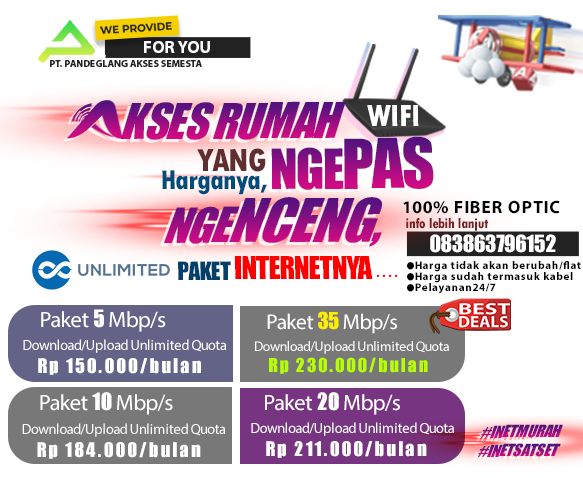 WE PROVIDE
FOR YOU
PT. PANDEGLANG AKSES SEMESTA
AKSES RUMAH WIFI
YANG
Harganya, NGEPAS
NGENCENG,
100% FIBER OPTIC
info lebih lanjut
083863796152
●Harga tidak akan berubah/flat
●Harga sudah termasuk kabel
●Pelayanan24/7
UNLIMITED PAKET INTERNETNYA ....
BEST
DEALS
Paket 5 Mbp/s
Download/Upload Unlimited Quota
Rp 150.000/bulan
Paket 35 Mbp/s
Download/Upload Unlimited Quota
Rp 230.000/bulan
Paket 10 Mbp/s
Download/Upload Unlimited Quota
Rp 184.000/bulan
Paket 20 Mbp/s
Download/Upload Unlimited Quota
Rp 211.000/bulan
#INETMURAH
#INETSATSET